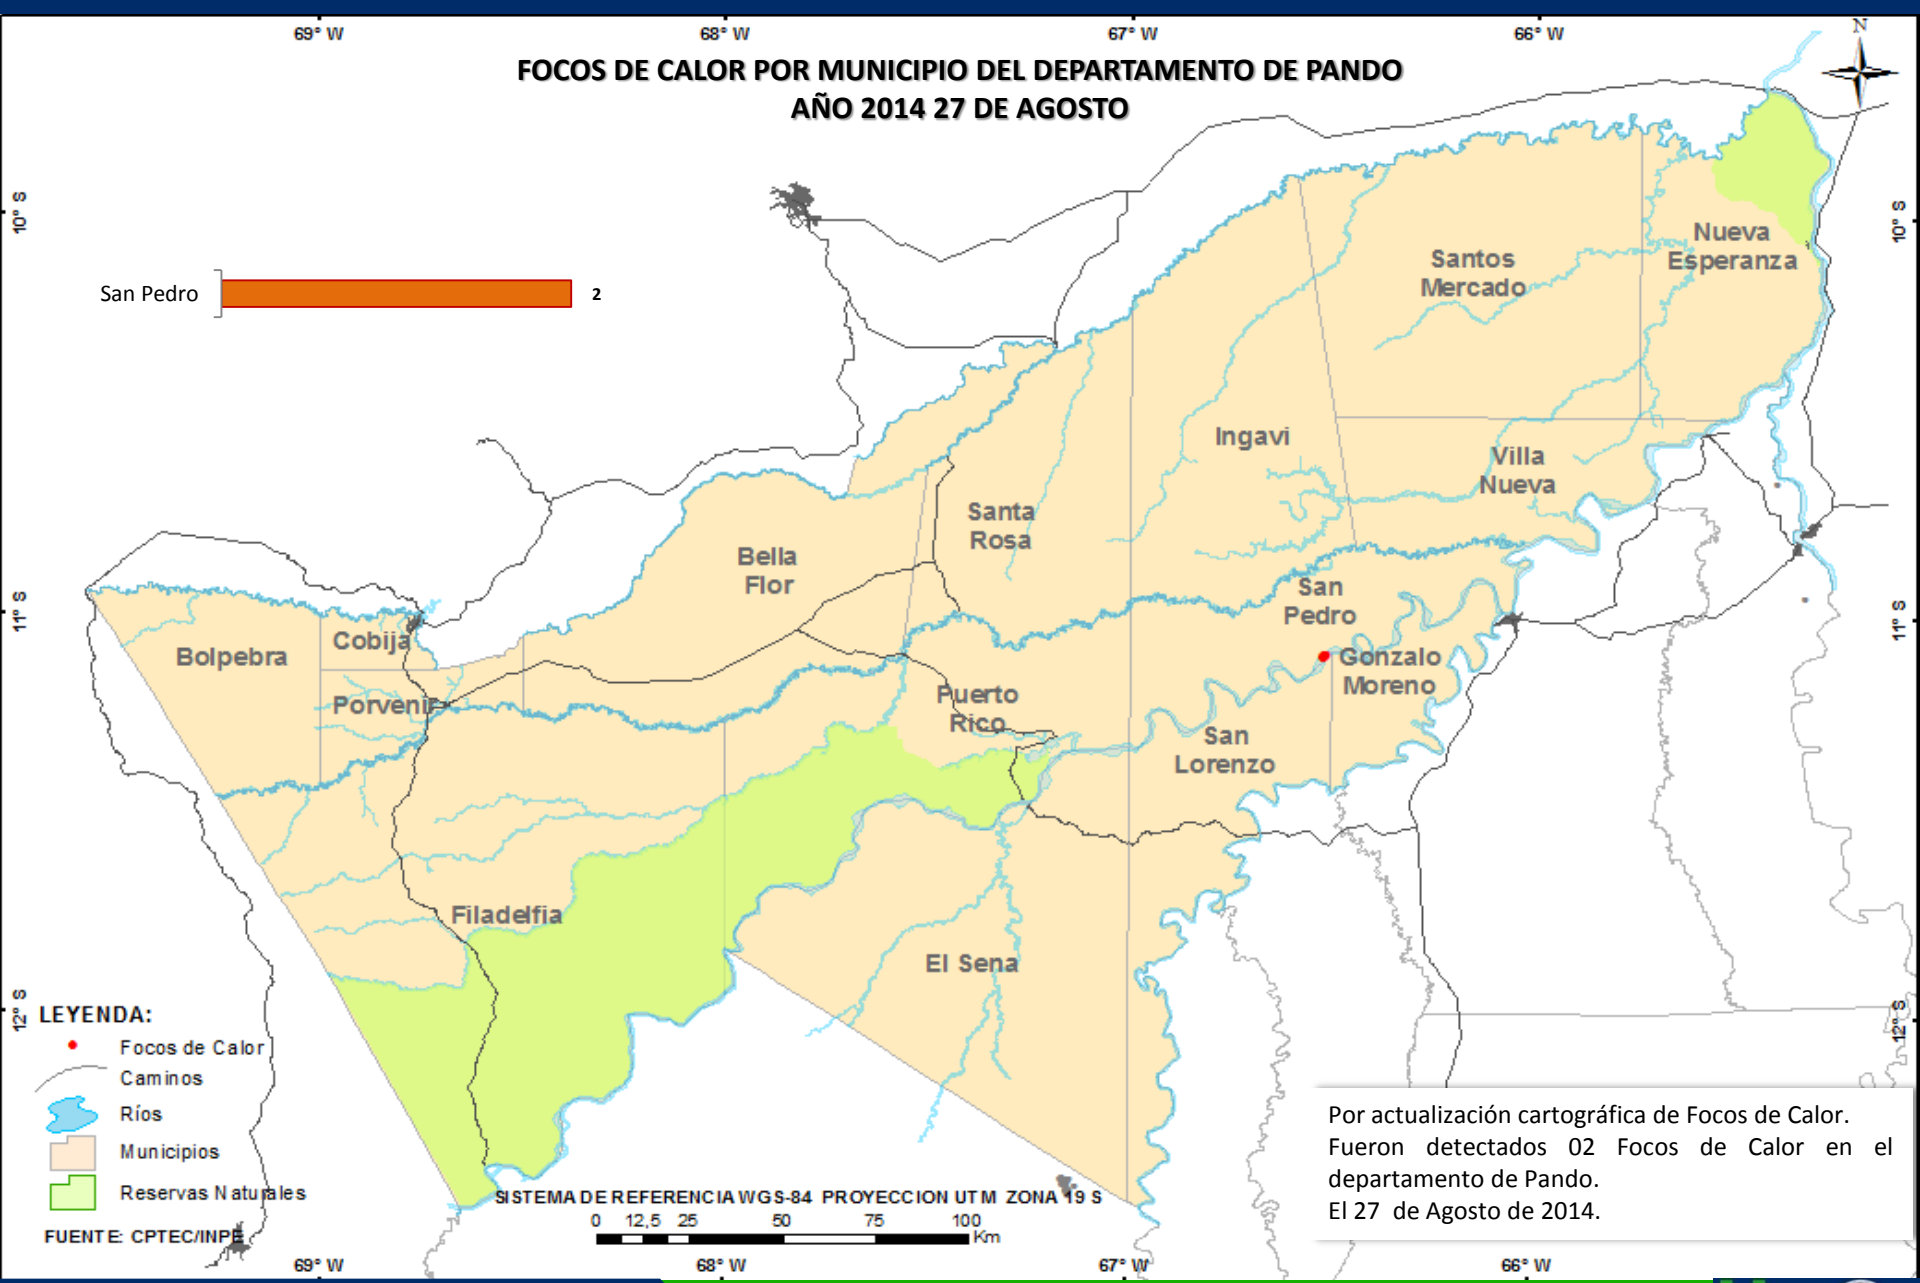 69° W
68° W
67° W
66° W
N
FOCOS DE CALOR POR MUNICIPIO DEL DEPARTAMENTO DE PANDO
AÑO 2014 27 DE AGOSTO
10° S
10° S
Nueva
Esperanza
Santos
Mercado
San Pedro
2
Ingavi
Villa
Nueva
Santa
Rosa
Bella
Flor
San
Pedro
11° S
11° S
Cobija
Bolpebra
Gonzalo
Moreno
Porvenir
Puerto
Rico
San
Lorenzo
Filadelfia
El Sena
12° S
12° S
LEYENDA:
Focos de Calor
Caminos
Ríos
Municipios
Reservas Naturales
FUENTE: CPTEC/INPE
SISTEMA DE REFERENCIA WGS-84 PROYECCION UTM ZONA 19 S
0 12,5 25 50 75 100
Km
Por actualización cartográfica de Focos de Calor.
Fueron detectados 02 Focos de Calor en el
departamento de Pando.
El 27 de Agosto de 2014.
69° W
68° W
67° W
66° W